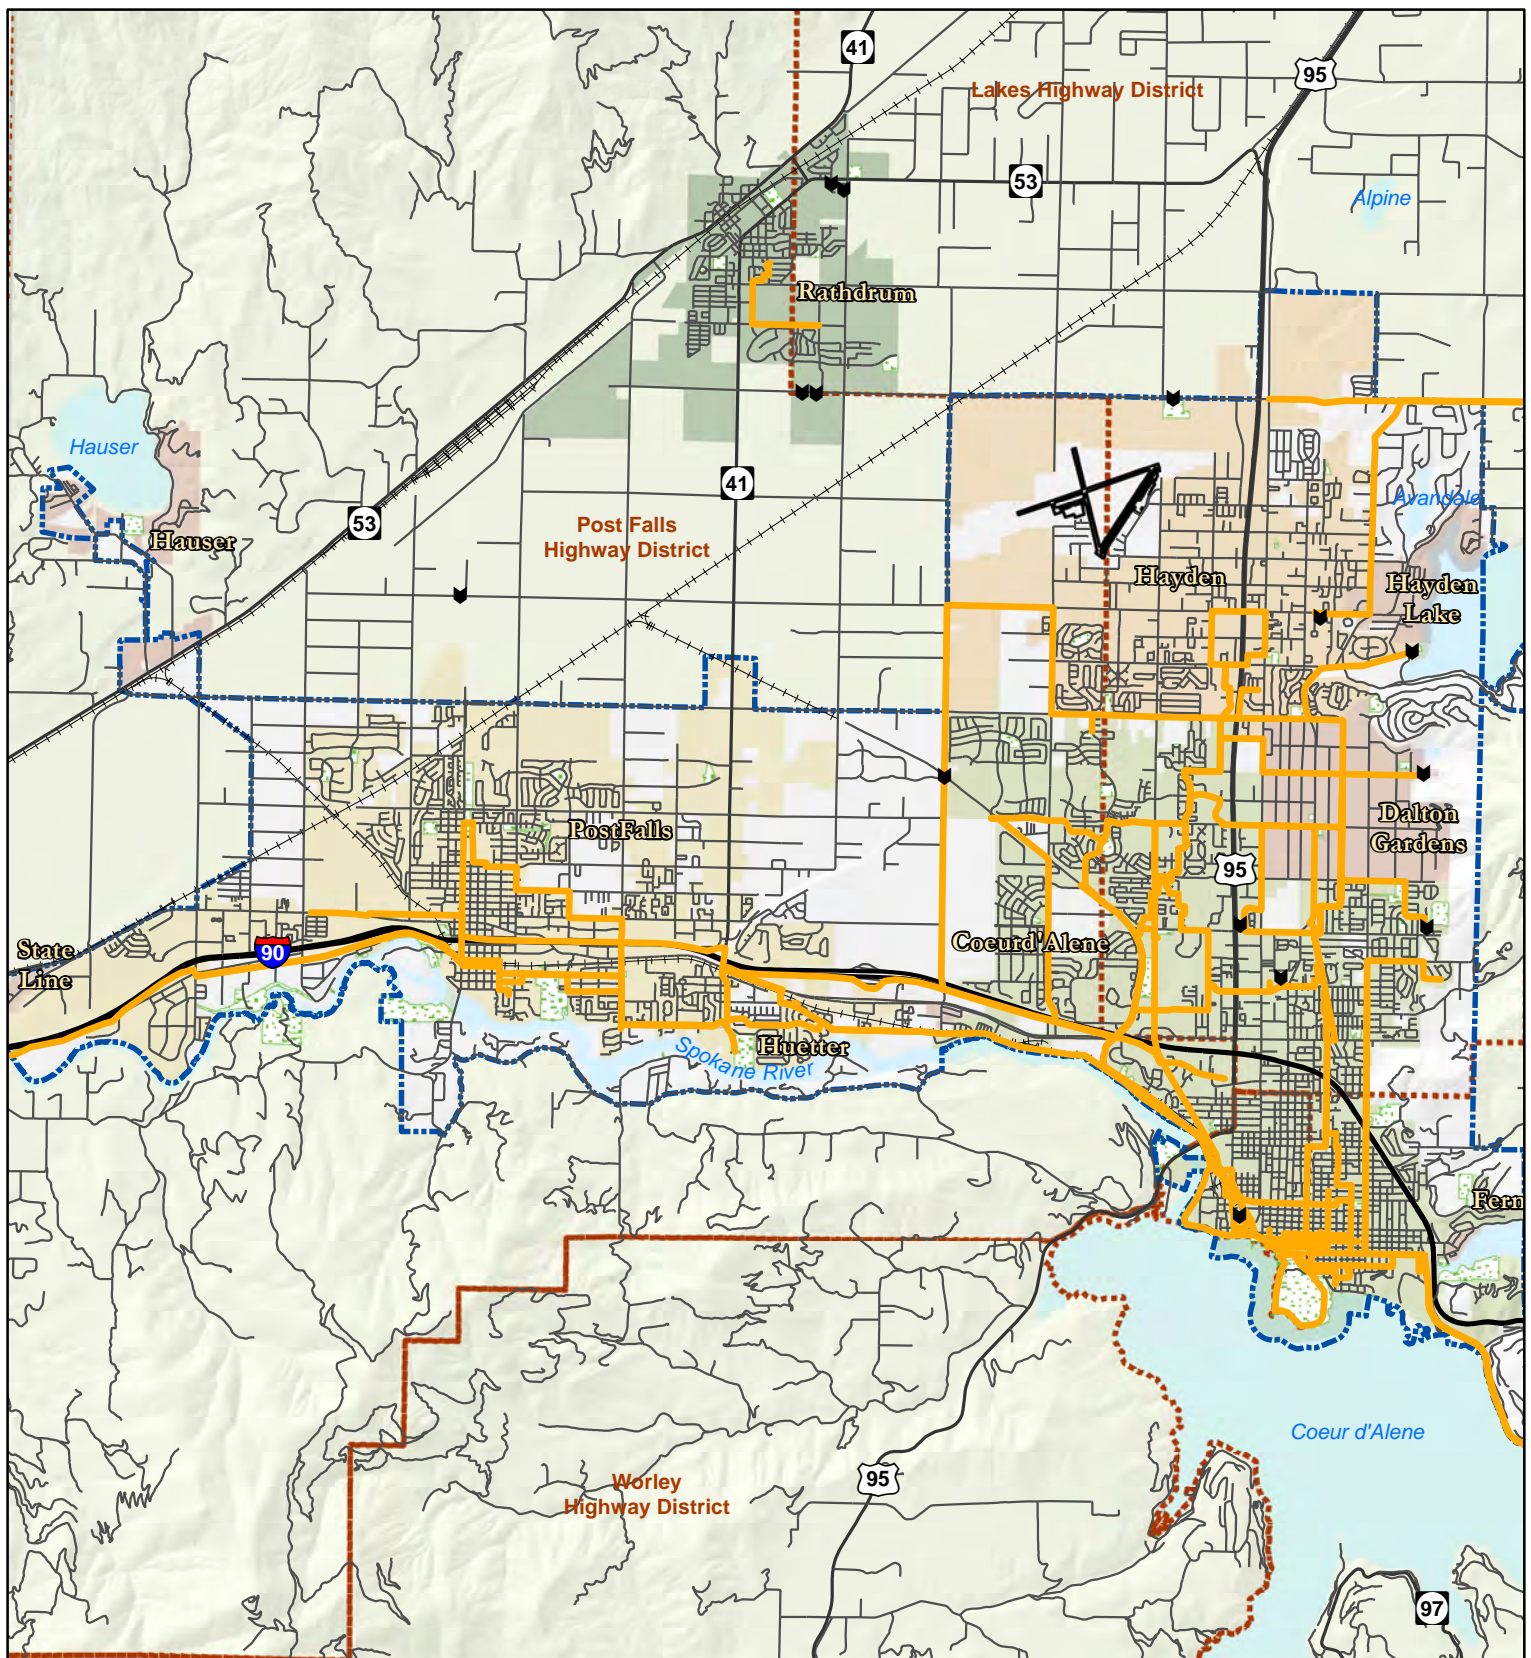 41
95
Lakes Highway District
53
Alpine
Rathdrum
Hauser
41
Avandale
53
Post Falls
Highway District
Hauser
Hayden
Hayden
Lake
PostFalls
Dalton
Gardens
95
Coeurd'Alene
State
Line
90
Huetter
Spokane River
Fern
Coeur d'Alene
95
Worley
Highway District
97